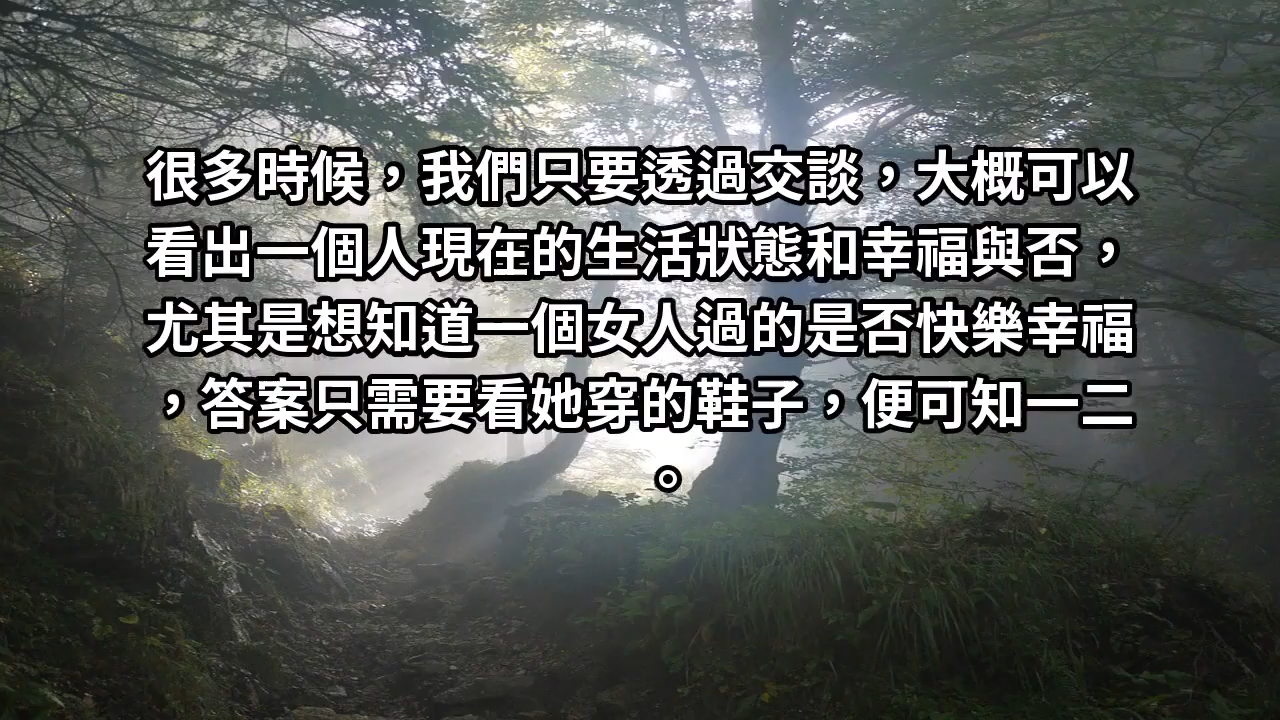 很多時候，我們只要透過交談，大概可以
看出一個人現在的生活狀態和幸福與否，
尤其是想知道一個女人過的是否快樂幸福
，答案只需要看她穿的鞋子，便可知一二
。